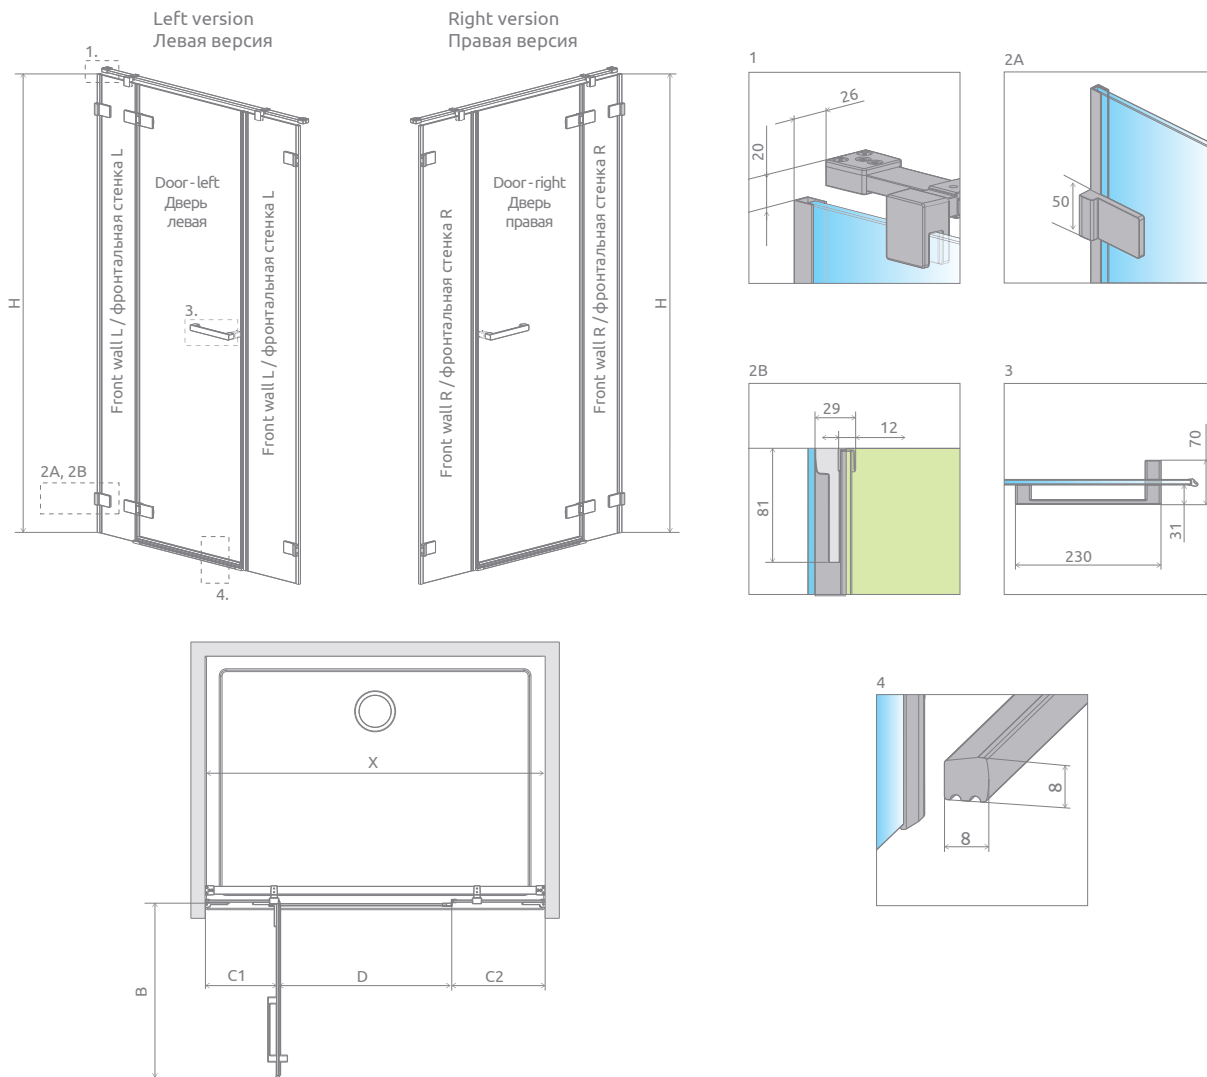 Left version
Левая версия
Right version
Правая версия
1.
H
Front wall L / фронтальная стенка L
Door - left
Дверь
левая
3.
Front wall L / фронтальная стенка L
2A, 2B
4.
Front wall R / фронтальная стенка R
Door - right
Дверь
правая
Front wall R / фронтальная стенка R
H
1
26
20
2A
50
2B
29
12
81
3
70
31
230
X
C1
D
C2
B
4
8
8